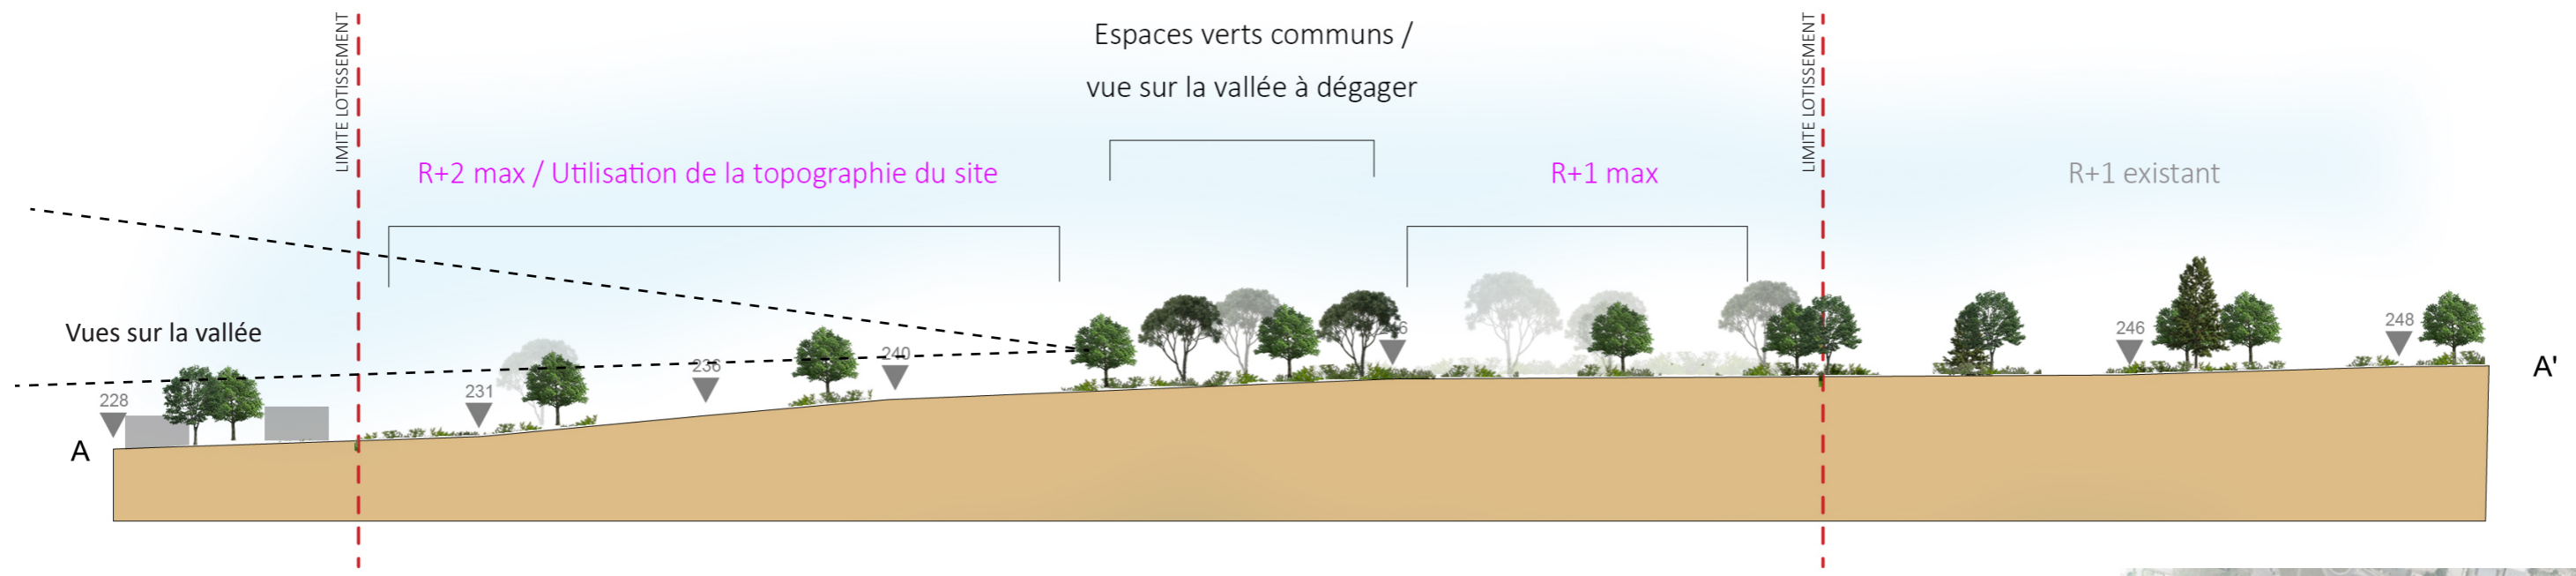 LIMITE LOTISSEMENT
Espaces verts communs /
vue sur la vallée à dégager
LIMITE LOTISSEMENT
R+2 max / Utilisation de la topographie du site
R+1 max
R+1 existant
Vues sur la vallée
228
231
236
240
246
248
A
A'